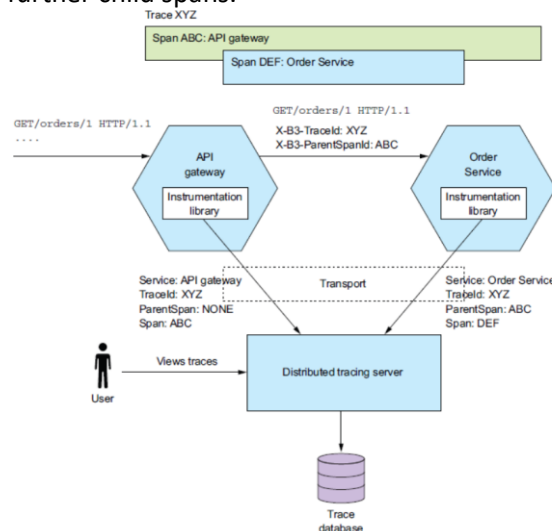 further child spans.
Trace XYZ
Span ABC: API gateway
Span DEF: Order Service
GET/orders/1 HTTP/1.1
....
GET/orders/1 HTTP/1.1
X-B3-TraceId: XYZ
X-B3-ParentSpanId: ABC
API
gateway
Instrumentation
library
Order
Service
Instrumentation
library
Service: API gateway
TraceId: XYZ
ParentSpan: NONE
Span: ABC
Transport
Service: Order Service
TraceId: XYZ
ParentSpan: ABC
Span: DEF
Views traces
User
Distributed tracing server
Trace
database